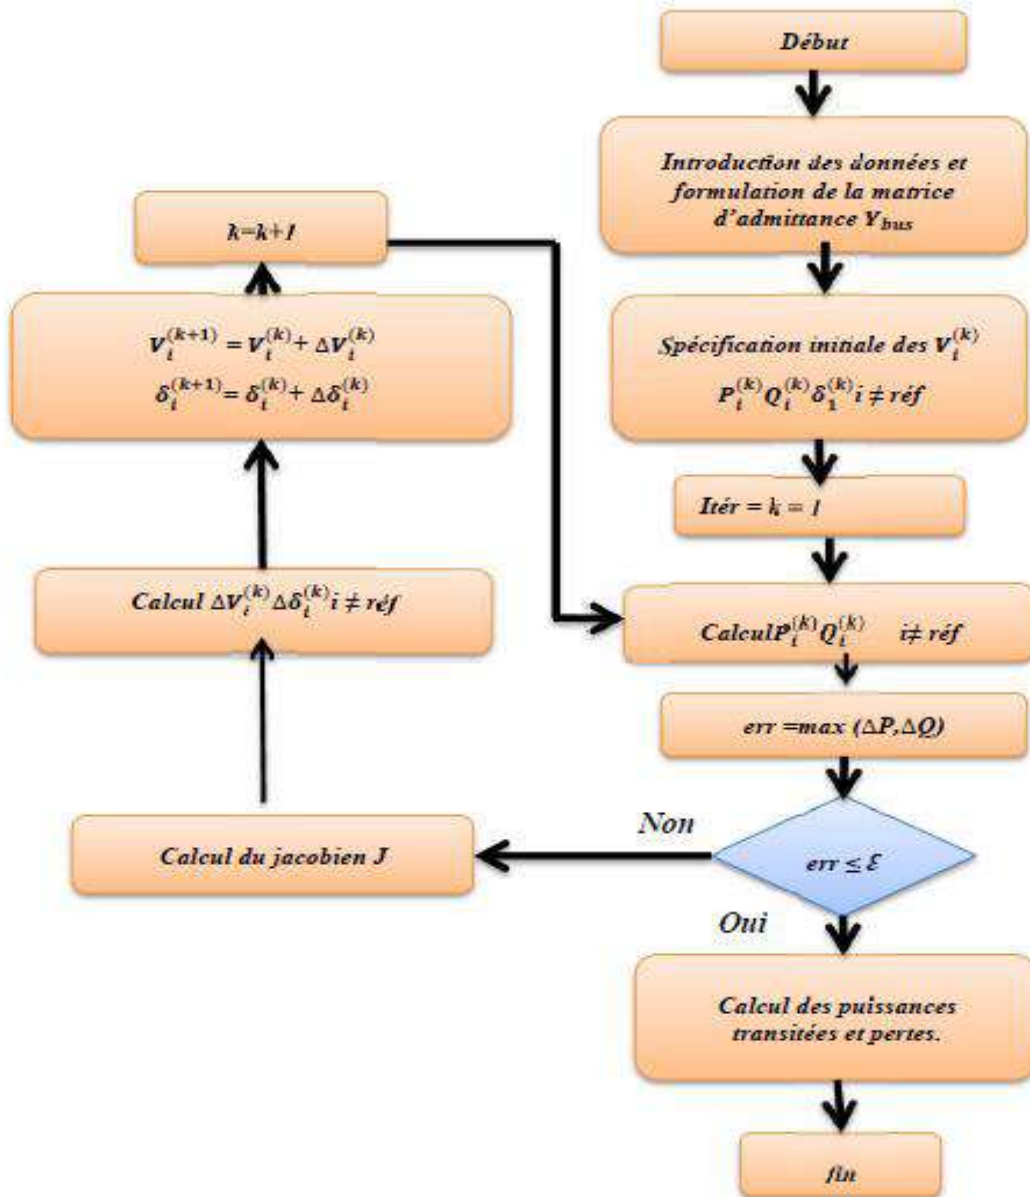 Début
Introduction des données et
formulation de la matrice
d'admittance Y_bus
Spécification initiale des V_i^(k)
P_i^(k) Q_i^(k) δ_1^(k) i ≠ réf
Itér = k = 1
Calcul P_i^(k) Q_i^(k) i≠ réf
err =max (ΔP,ΔQ)
err ≤ Ɛ
Non
Calcul du jacobien J
Calcul ΔV_i^(k) Δδ_i^(k) i ≠ réf
V_i^(k+1) = V_i^(k) + ΔV_i^(k)
δ_i^(k+1) = δ_i^(k) + Δδ_i^(k)
k=k+1
Oui
Calcul des puissances
transitées et pertes.
fin